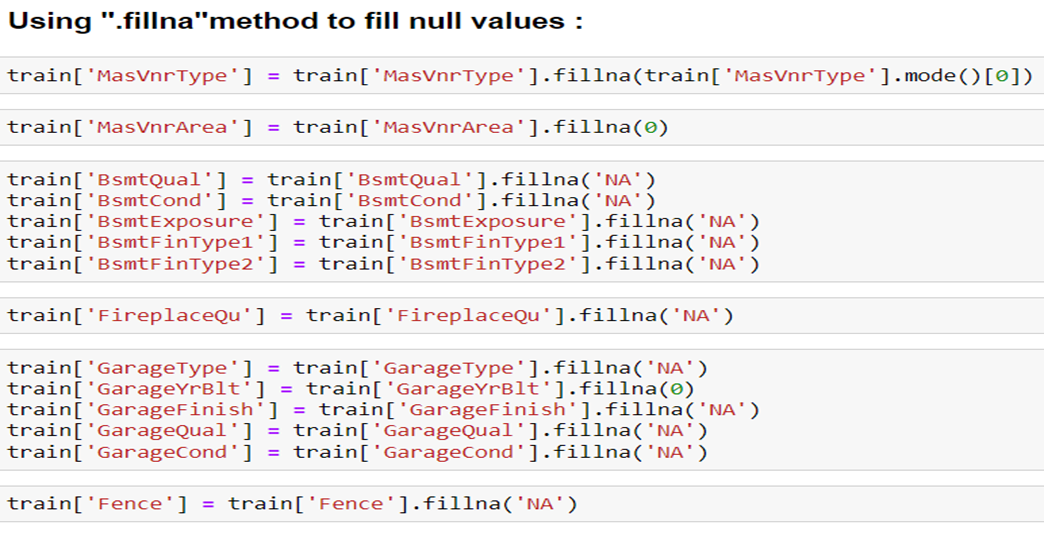 Using ".fillna"method to fill null values :
train['MasVnrType'] = train['MasVnrType'].fillna(train['MasVnrType'].mode()[0])
train['MasVnrArea'] = train['MasVnrArea'].fillna(0)
train['BsmtQual'] = train['BsmtQual'].fillna('NA')
train['BsmtCond'] = train['BsmtCond'].fillna('NA')
train['BsmtExposure'] = train['BsmtExposure'].fillna('NA')
train['BsmtFinType1'] = train['BsmtFinType1'].fillna('NA')
train['BsmtFinType2'] = train['BsmtFinType2'].fillna('NA')
train['FireplaceQu'] = train['FireplaceQu'].fillna('NA')
train['GarageType'] = train['GarageType'].fillna('NA')
train['GarageYrBlt'] = train['GarageYrBlt'].fillna(0)
train['GarageFinish'] = train['GarageFinish'].fillna('NA')
train['GarageQual'] = train['GarageQual'].fillna('NA')
train['GarageCond'] = train['GarageCond'].fillna('NA')
train['Fence'] = train['Fence'].fillna('NA')